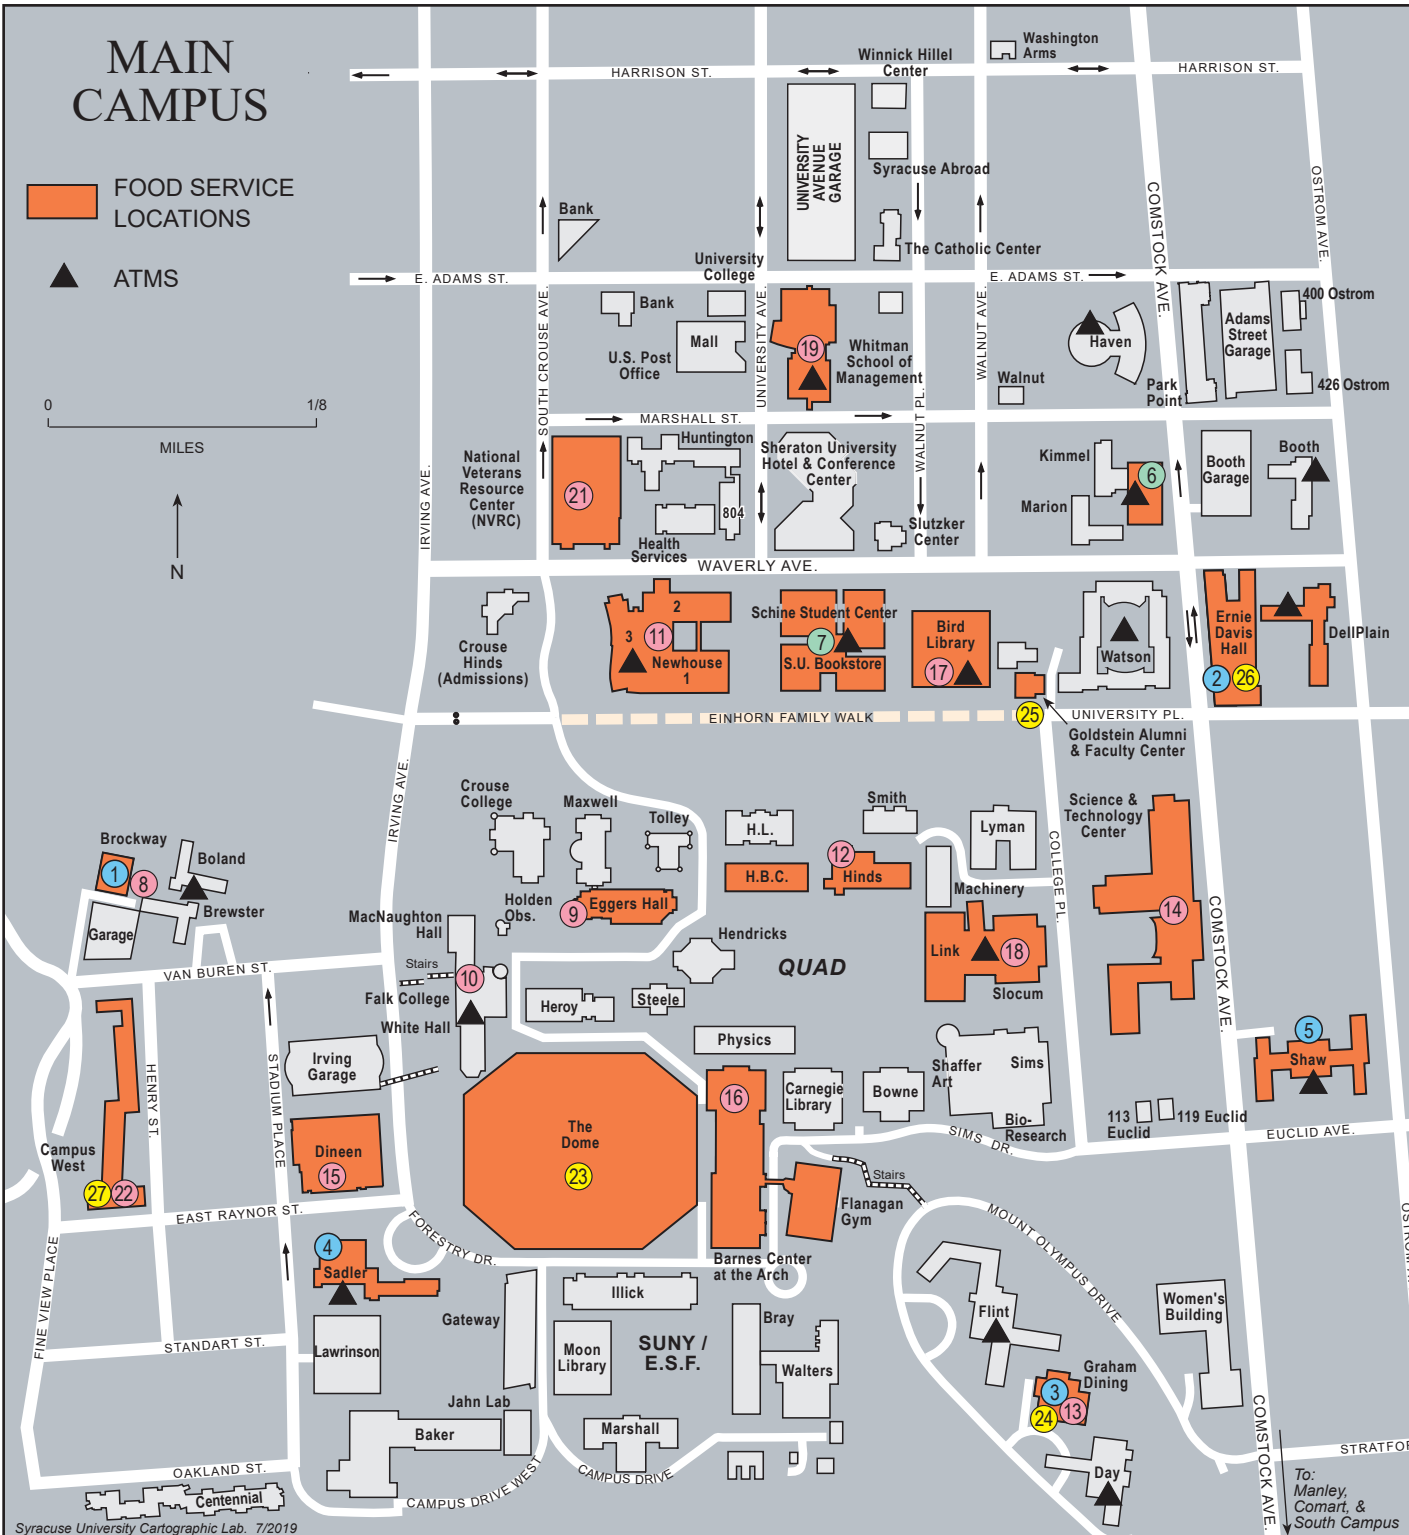 MAIN
CAMPUS
FOOD SERVICE
LOCATIONS
ATMS
0
1/8
MILES
N
HARRISON ST.
Winnick Hillel
Center
Washington
Arms
HARRISON ST.
UNIVERSITY
AVENUE
GARAGE
Syracuse Abroad
The Catholic Center
Bank
University
College
E. ADAMS ST.
E. ADAMS ST.
COMSTOCK AVE.
OSTROM AVE.
SOUTH CROUSE AVE.
UNIVERSITY AVE.
WALNUT AVE.
WALNUT PL.
IRVING AVE.
Bank
Mall
U.S. Post
Office
19
Whitman
School of
Management
Haven
Walnut
Park
Point
Adams
Street
Garage
400 Ostrom
426 Ostrom
MARSHALL ST.
National
Veterans
Resource
Center
(NVRC)
21
Huntington
804
Health
Services
Sheraton University
Hotel & Conference
Center
Slutzker
Center
Kimmel
6
Marion
Booth
Garage
Booth
WAVERLY AVE.
Crouse
Hinds
(Admissions)
2
3
11
Newhouse
1
Schine Student Center
7
S.U. Bookstore
Bird
Library
17
Watson
Ernie
Davis
Hall
2
26
DellPlain
EINHORN FAMILY WALK
25
UNIVERSITY PL.
Goldstein Alumni
& Faculty Center
IRVING AVE.
Crouse
College
Maxwell
Tolley
H.L.
Smith
Lyman
Science &
Technology
Center
COLLEGE PL.
H.B.C.
12
Hinds
Machinery
Holden
Obs.
9
Eggers Hall
Brockway
1
8
Boland
Brewster
Garage
MacNaughton
Hall
Stairs
10
Falk College
White Hall
Hendricks
QUAD
Link
18
Slocum
14
COMSTOCK AVE.
VAN BUREN ST.
Heroy
Steele
Physics
Irving
Garage
HENRY ST.
STADIUM PLACE
16
Carnegie
Library
Bowne
Shaffer
Art
Sims
Bio-
Research
5
Shaw
113
Euclid
119 Euclid
EUCLID AVE.
SIMS DR.
Campus
West
27
22
Dineen
15
The
Dome
23
Stairs
Flanagan
Gym
Barnes Center
at the Arch
EAST RAYNOR ST.
FORESTRY DR.
FINE VIEW PLACE
4
Sadler
MOUNT OLYMPUS DRIVE
Gateway
Illick
SUNY /
E.S.F.
Bray
Walters
Flint
Women's
Building
STANDART ST.
Lawrinson
Moon
Library
Graham
Dining
3
24
13
Jahn Lab
Baker
Marshall
Day
COMSTOCK AVE.
OAKLAND ST.
CAMPUS DRIVE WEST
CAMPUS DRIVE
Centennial
To:
Manley,
Comart, &
South Campus
Syracuse University Cartographic Lab. 7/2019